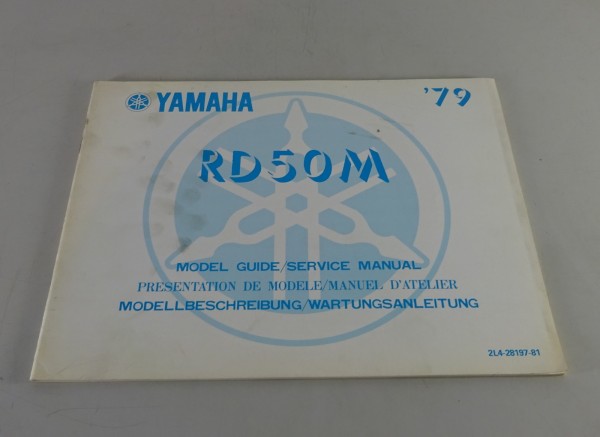 YAMAHA '79
RD50M
MODEL GUIDE/SERVICE MANUAL
PRESENTATION DE MODELE/MANUEL D'ATELIER
MODELLBESCHREIBUNG/WARTUNGSANLEITUNG
2L4-28197-81